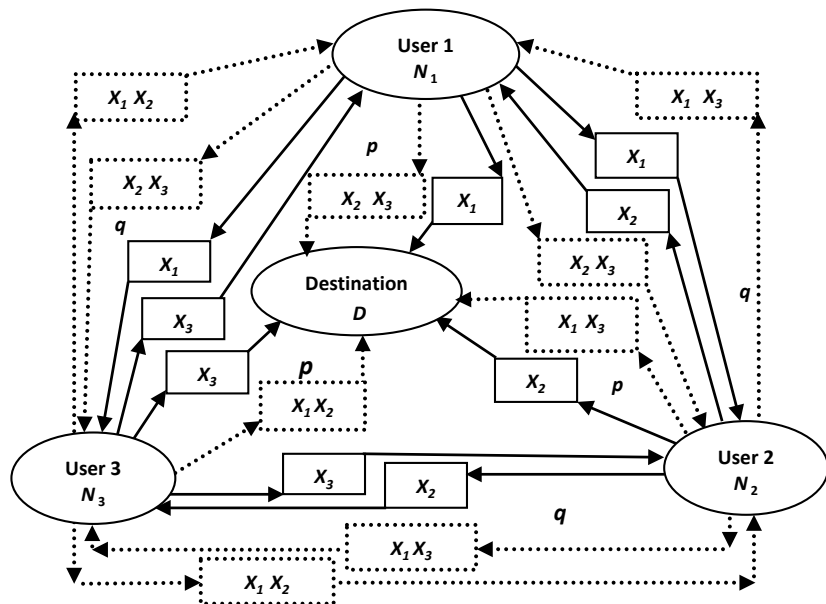 User 1
N1
X1 X2
X1 X3
p
X1
X2 X3
X2 X3
X1
X2
q
X1
X2 X3
Destination
D
q
X3
X1 X3
X3
p
X2
p
X1 X2
User 3
N3
User 2
N2
X3
X2
q
X1 X3
X1 X2